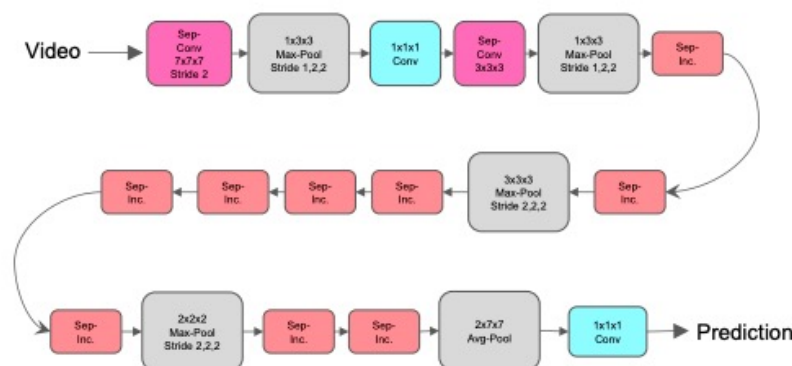 Video
Sep-
Conv
7x7x7
Stride 2
1x3x3
Max-Pool
Stride 1,2,2
1x1x1
Conv
Sep-
Conv
3x3x3
1x3x3
Max-Pool
Stride 1,2,2
Sep-
Inc.
Sep-
Inc.
Sep-
Inc.
Sep-
Inc.
Sep-
Inc.
3x3x3
Max-Pool
Stride 2,2,2
Sep-
Inc.
Sep-
Inc.
2x2x2
Max-Pool
Stride 2,2,2
Sep-
Inc.
Sep-
Inc.
2x7x7
Avg-Pool
1x1x1
Conv
Prediction